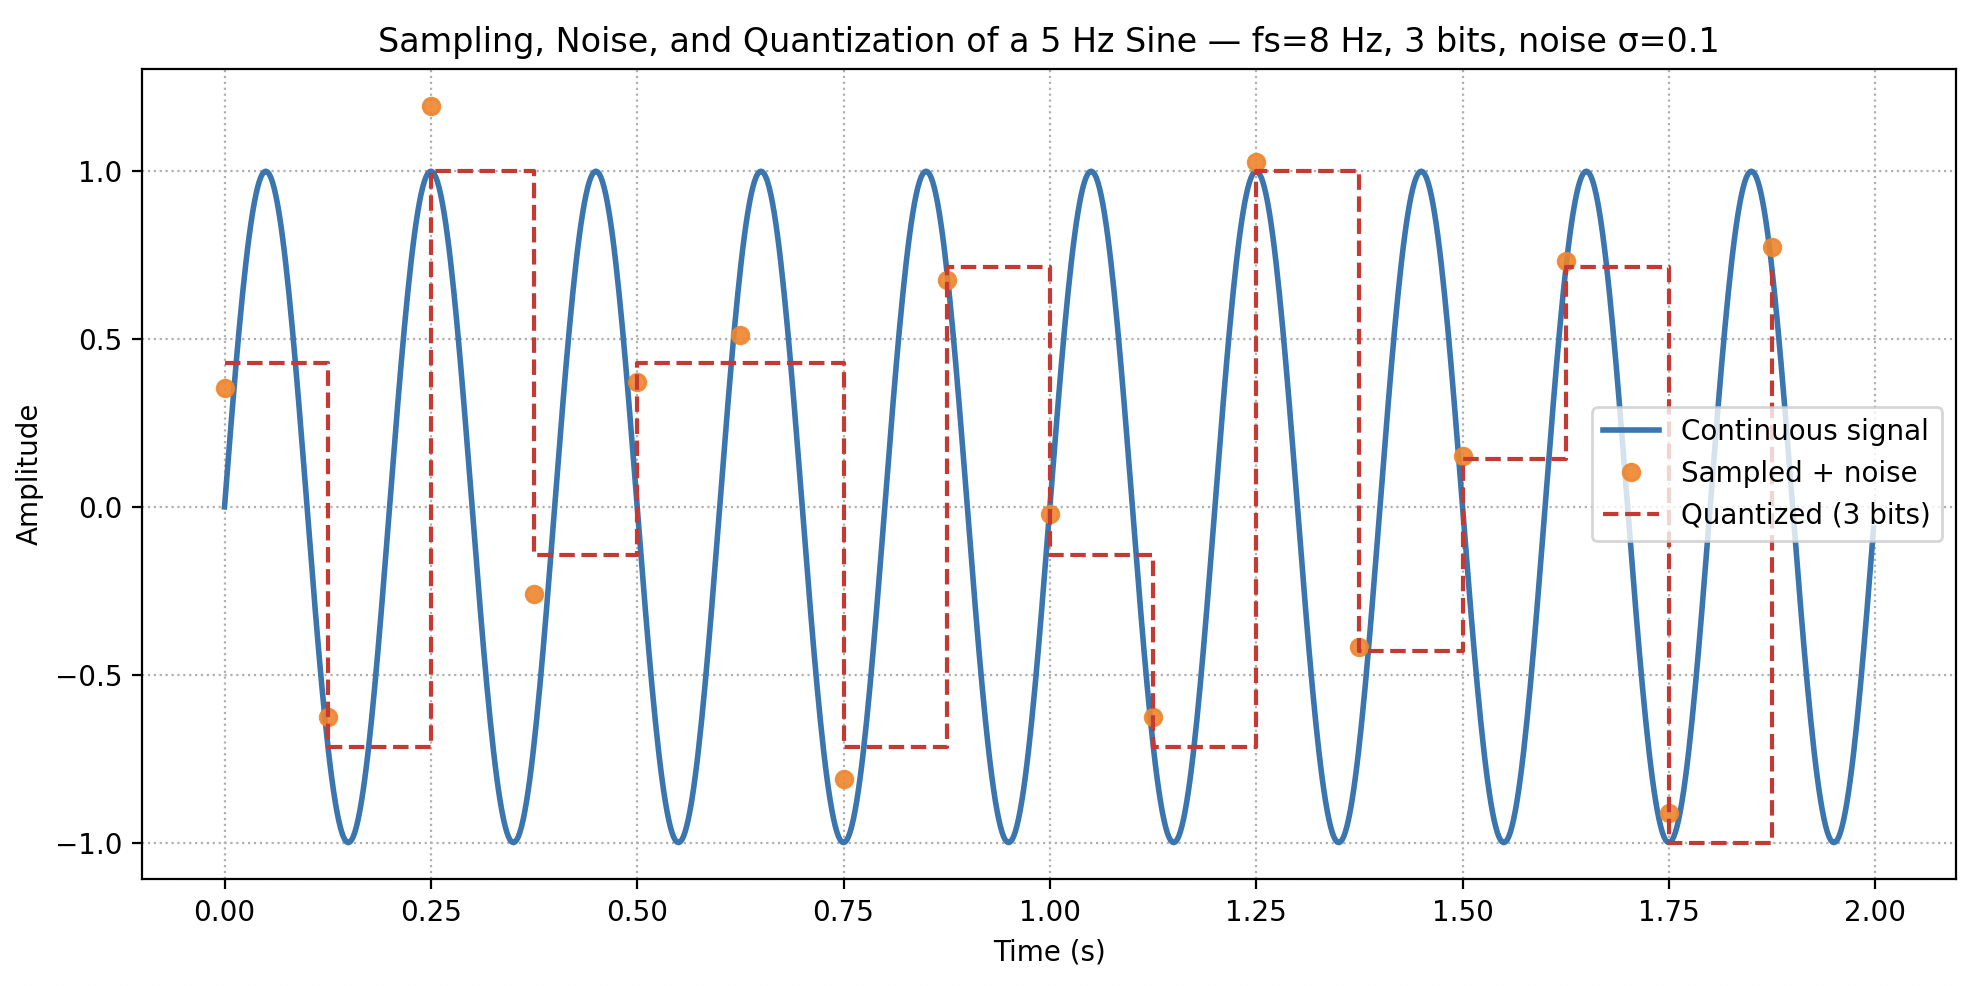 Sampling, Noise, and Quantization of a 5 Hz Sine — fs=8 Hz, 3 bits, noise σ=0.1
1.0
0.5
0.0
−0.5
−1.0
Amplitude
Continuous signal
Sampled + noise
Quantized (3 bits)
0.00 0.25 0.50 0.75 1.00 1.25 1.50 1.75 2.00
Time (s)